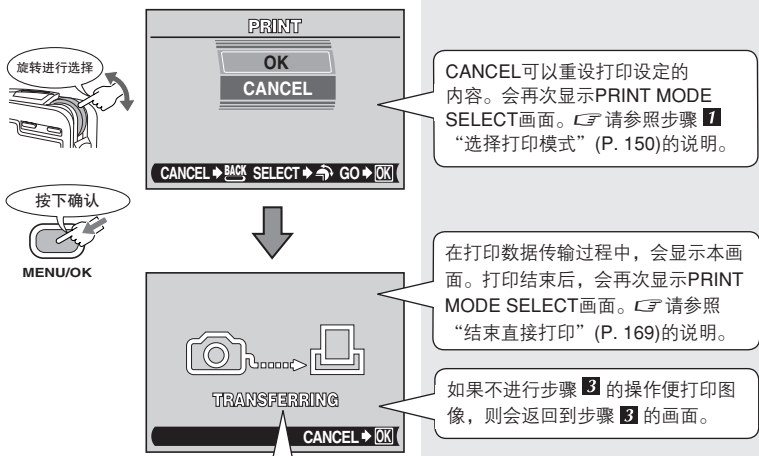 PRINT
OK
CANCEL
CANCEL BACK SELECT GO OK
旋转进行选择
按下确认
MENU/OK
CANCEL可以重设打印设定的
内容。会再次显示PRINT MODE
SELECT画面。请参照步骤 1
“选择打印模式”(P. 150)的说明。
在打印数据传输过程中，会显示本画
面。打印结束后，会再次显示PRINT
MODE SELECT画面。请参照
“结束直接打印”(P. 169)的说明。
TRANSFERRING
CANCEL OK
如果不进行步骤 3 的操作便打印图
像，则会返回到步骤 3 的画面。